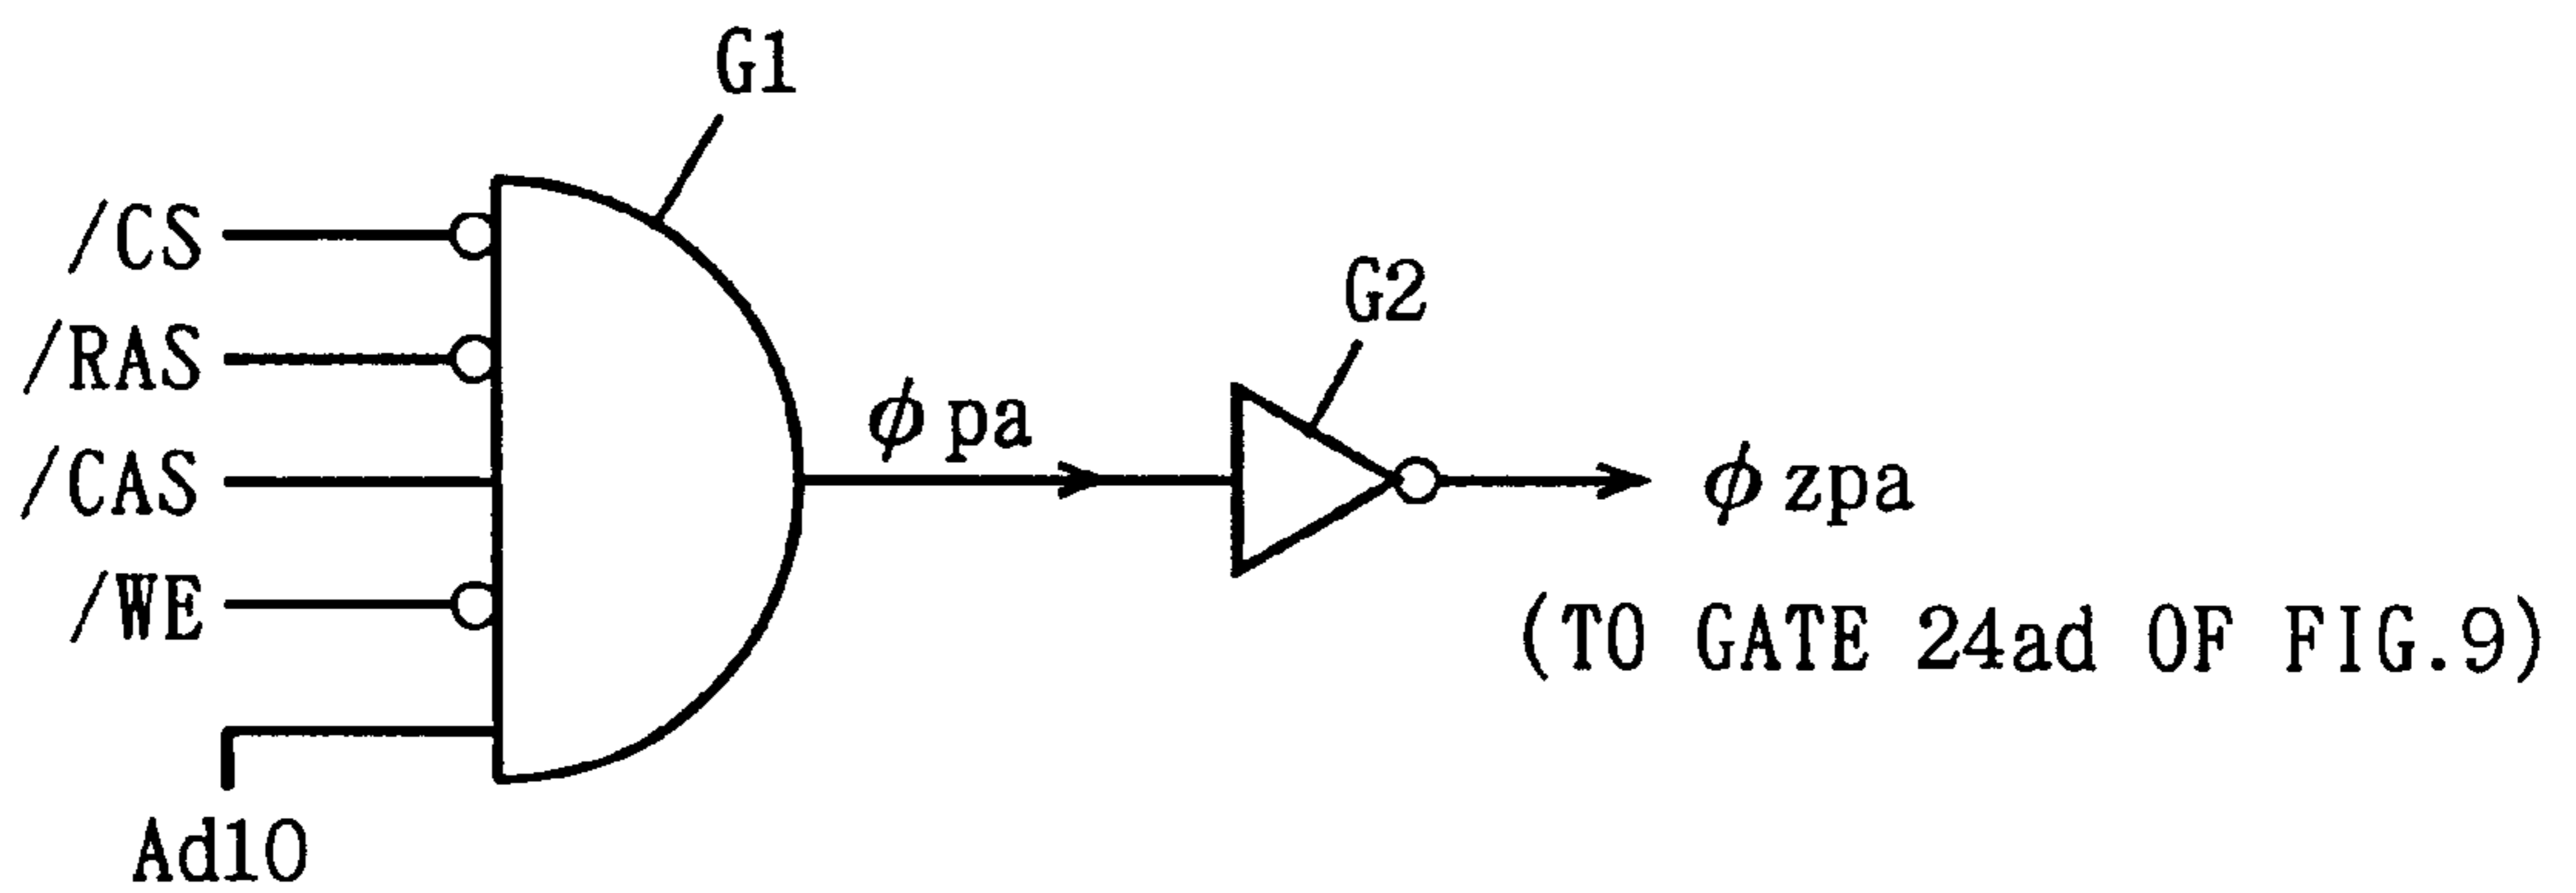 G1
/CS
/RAS
/CAS
/WE
Ad10
φpa
G2
φzpa
(TO GATE 24ad OF FIG.9)